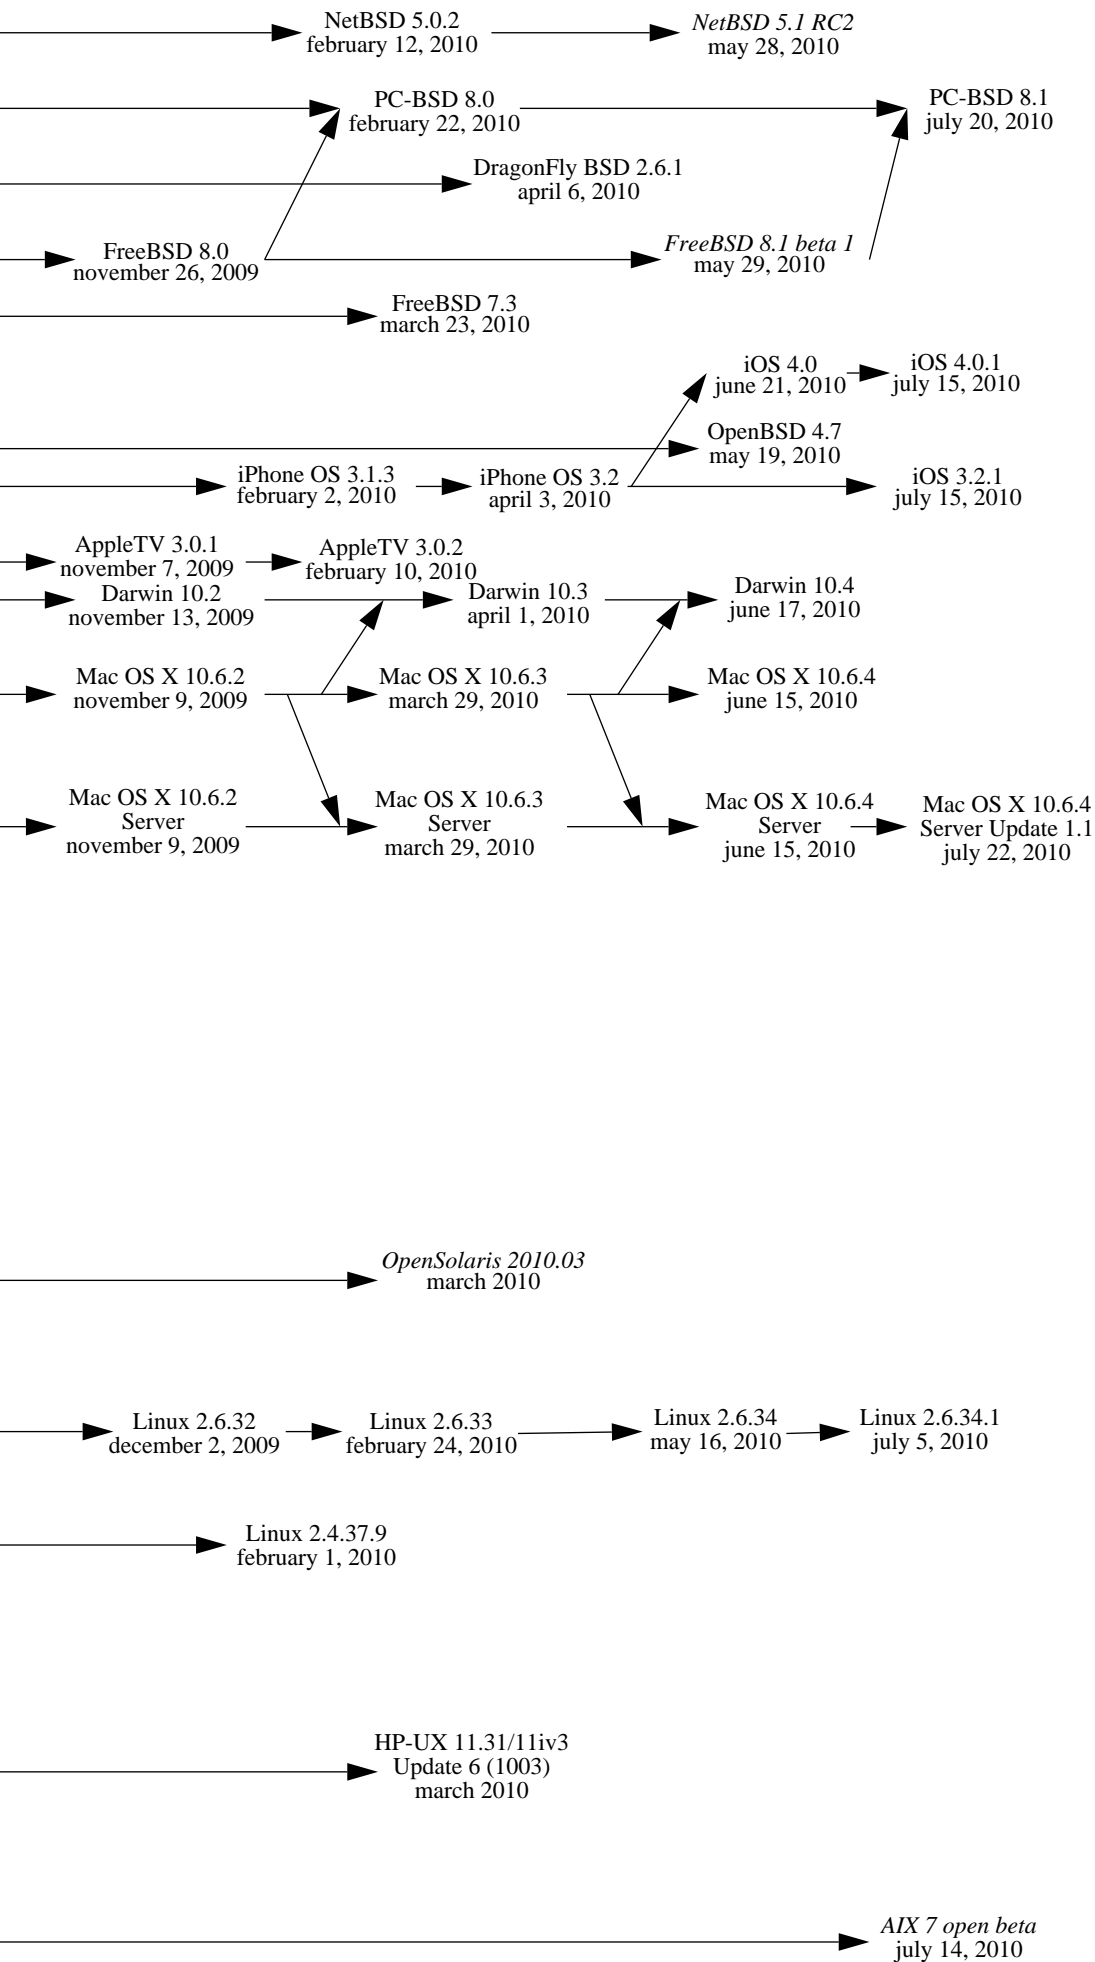 NetBSD 5.0.2
february 12, 2010
NetBSD 5.1 RC2
may 28, 2010
PC-BSD 8.0
february 22, 2010
PC-BSD 8.1
july 20, 2010
DragonFly BSD 2.6.1
april 6, 2010
FreeBSD 8.0
november 26, 2009
FreeBSD 8.1 beta 1
may 29, 2010
FreeBSD 7.3
march 23, 2010
iOS 4.0
june 21, 2010
iOS 4.0.1
july 15, 2010
OpenBSD 4.7
may 19, 2010
iPhone OS 3.1.3
february 2, 2010
iPhone OS 3.2
april 3, 2010
iOS 3.2.1
july 15, 2010
AppleTV 3.0.1
november 7, 2009
AppleTV 3.0.2
february 10, 2010
Darwin 10.2
november 13, 2009
Darwin 10.3
april 1, 2010
Darwin 10.4
june 17, 2010
Mac OS X 10.6.2
november 9, 2009
Mac OS X 10.6.3
march 29, 2010
Mac OS X 10.6.4
june 15, 2010
Mac OS X 10.6.2
Server
november 9, 2009
Mac OS X 10.6.3
Server
march 29, 2010
Mac OS X 10.6.4
Server
june 15, 2010
Mac OS X 10.6.4
Server Update 1.1
july 22, 2010
OpenSolaris 2010.03
march 2010
Linux 2.6.32
december 2, 2009
Linux 2.6.33
february 24, 2010
Linux 2.6.34
may 16, 2010
Linux 2.6.34.1
july 5, 2010
Linux 2.4.37.9
february 1, 2010
HP-UX 11.31/11iv3
Update 6 (1003)
march 2010
AIX 7 open beta
july 14, 2010